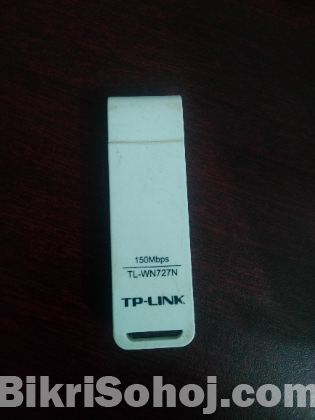 150Mbps
TL-WN727N
TP-LINK
BikriSohoj.com